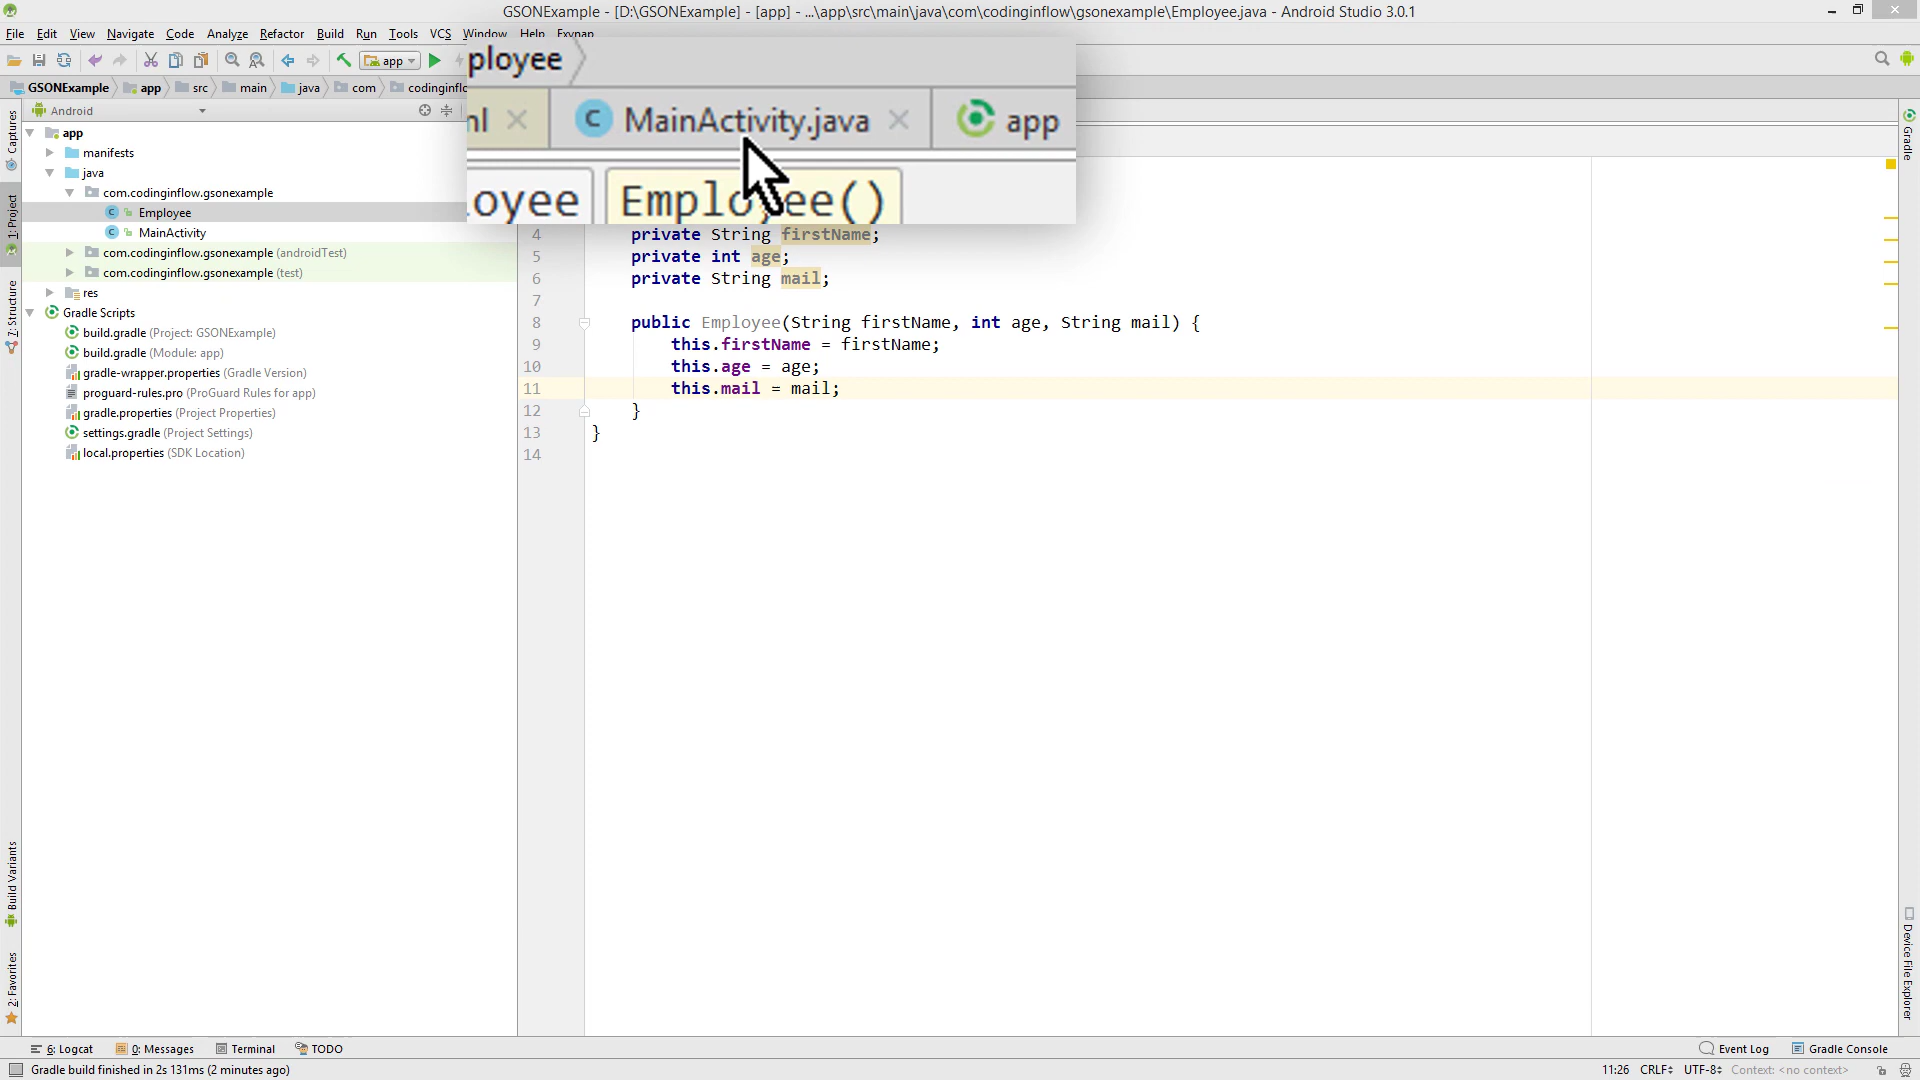 GSONExample - [D:\GSONExample] - [app] - ...\app\src\main\java\com\codinginflow\gsonexample\Employee.java - Android Studio 3.0.1
File Edit View Navigate Code Analyze Refactor Build Run Tools VCS Window Help
app
GSONExample app src main java com codinginflo
ployee
ml MainActivity.java app
oyee Employee()
Android
app
manifests
java
com.codinginflow.gsonexample
Employee
MainActivity
com.codinginflow.gsonexample (androidTest)
com.codinginflow.gsonexample (test)
res
Gradle Scripts
build.gradle (Project: GSONExample)
build.gradle (Module: app)
gradle-wrapper.properties (Gradle Version)
proguard-rules.pro (ProGuard Rules for app)
gradle.properties (Project Properties)
settings.gradle (Project Settings)
local.properties (SDK Location)
Captures
1: Project
7: Structure
Build Variants
2: Favorites
4 private String firstName;
5 private int age;
6 private String mail;
7
8 public Employee(String firstName, int age, String mail) {
9 this.firstName = firstName;
10 this.age = age;
11 this.mail = mail;
12 }
13 }
14
Gradle
Device File Explorer
6: Logcat 0: Messages Terminal TODO Event Log Gradle Console
Gradle build finished in 2s 131ms (2 minutes ago) 11:26 CRLF UTF-8 Context: <no context>